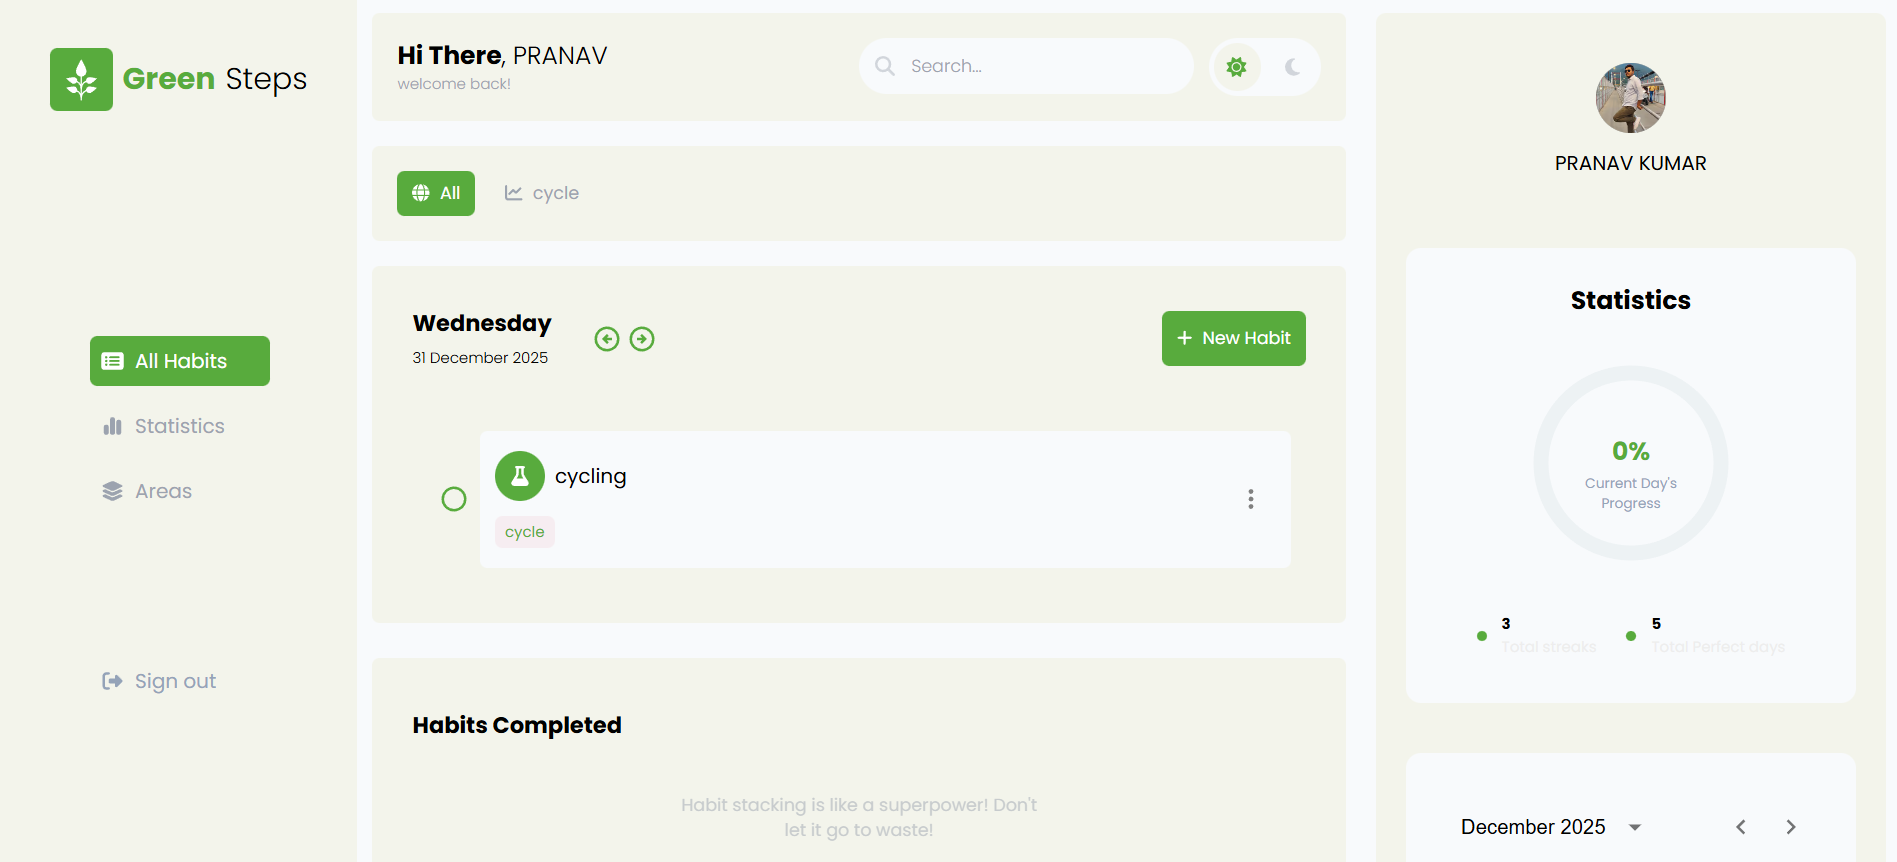 Green Steps
All Habits
Statistics
Areas
Sign out
Hi There, PRANAV
welcome back!
Search...
All
cycle
Wednesday
31 December 2025
New Habit
cycling
cycle
Habits Completed
Habit stacking is like a superpower! Don't
let it go to waste!
PRANAV KUMAR
Statistics
0%
Current Day's
Progress
3
Total streaks
5
Total Perfect days
December 2025